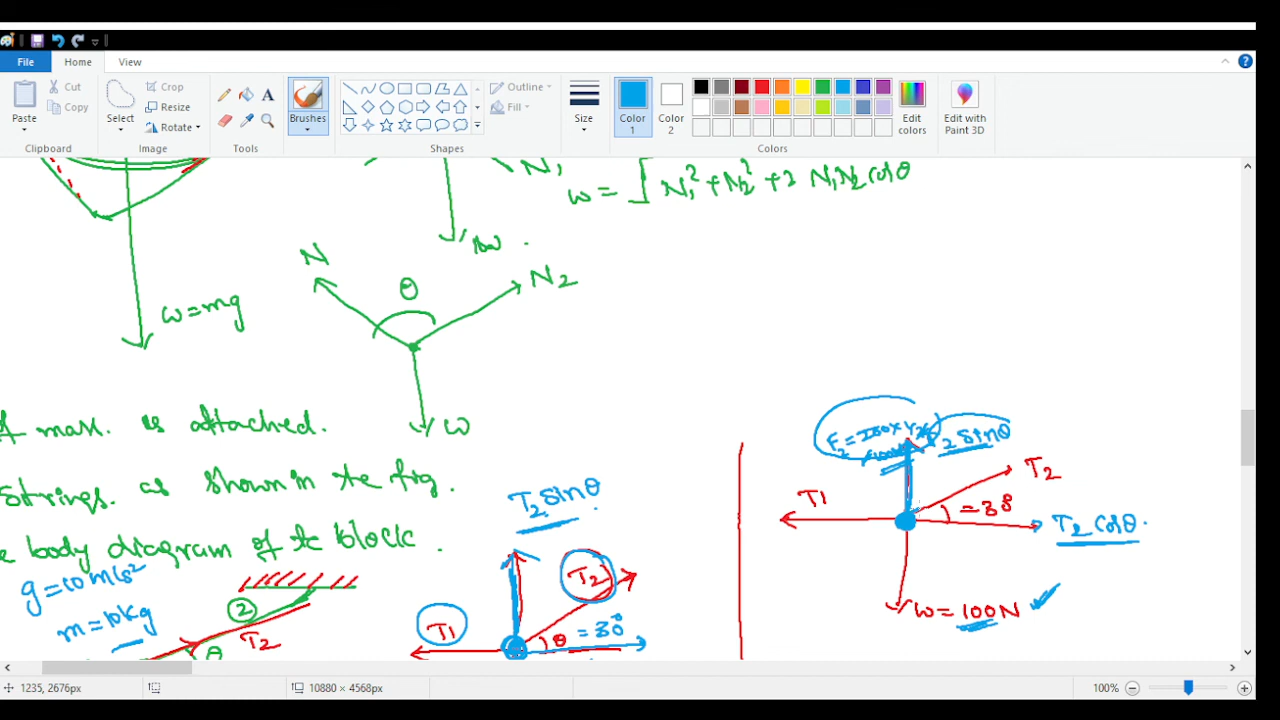 File Home View
Cut
Copy
Paste
Clipboard
Select
Crop
Resize
Rotate
Image
A
Tools
Brushes
Outline
Fill
Shapes
Size
Color 1
Color 2
Edit colors
Colors
Edit with Paint 3D
N1
W = √ N1² + N2² + 2 N1N2 cosθ
N
θ
N2
W
W=mg
of mass. is attached.
strings. as shown in the fig.
body diagram of the block.
g=10m/s²
m=10kg
2
T2
θ
T2 sinθ
T1
T2
θ = 30°
2 sinθ
T1
T2
= 30°
T2 cosθ.
W = 100N
1235, 2676px
10880 × 4568px
100%